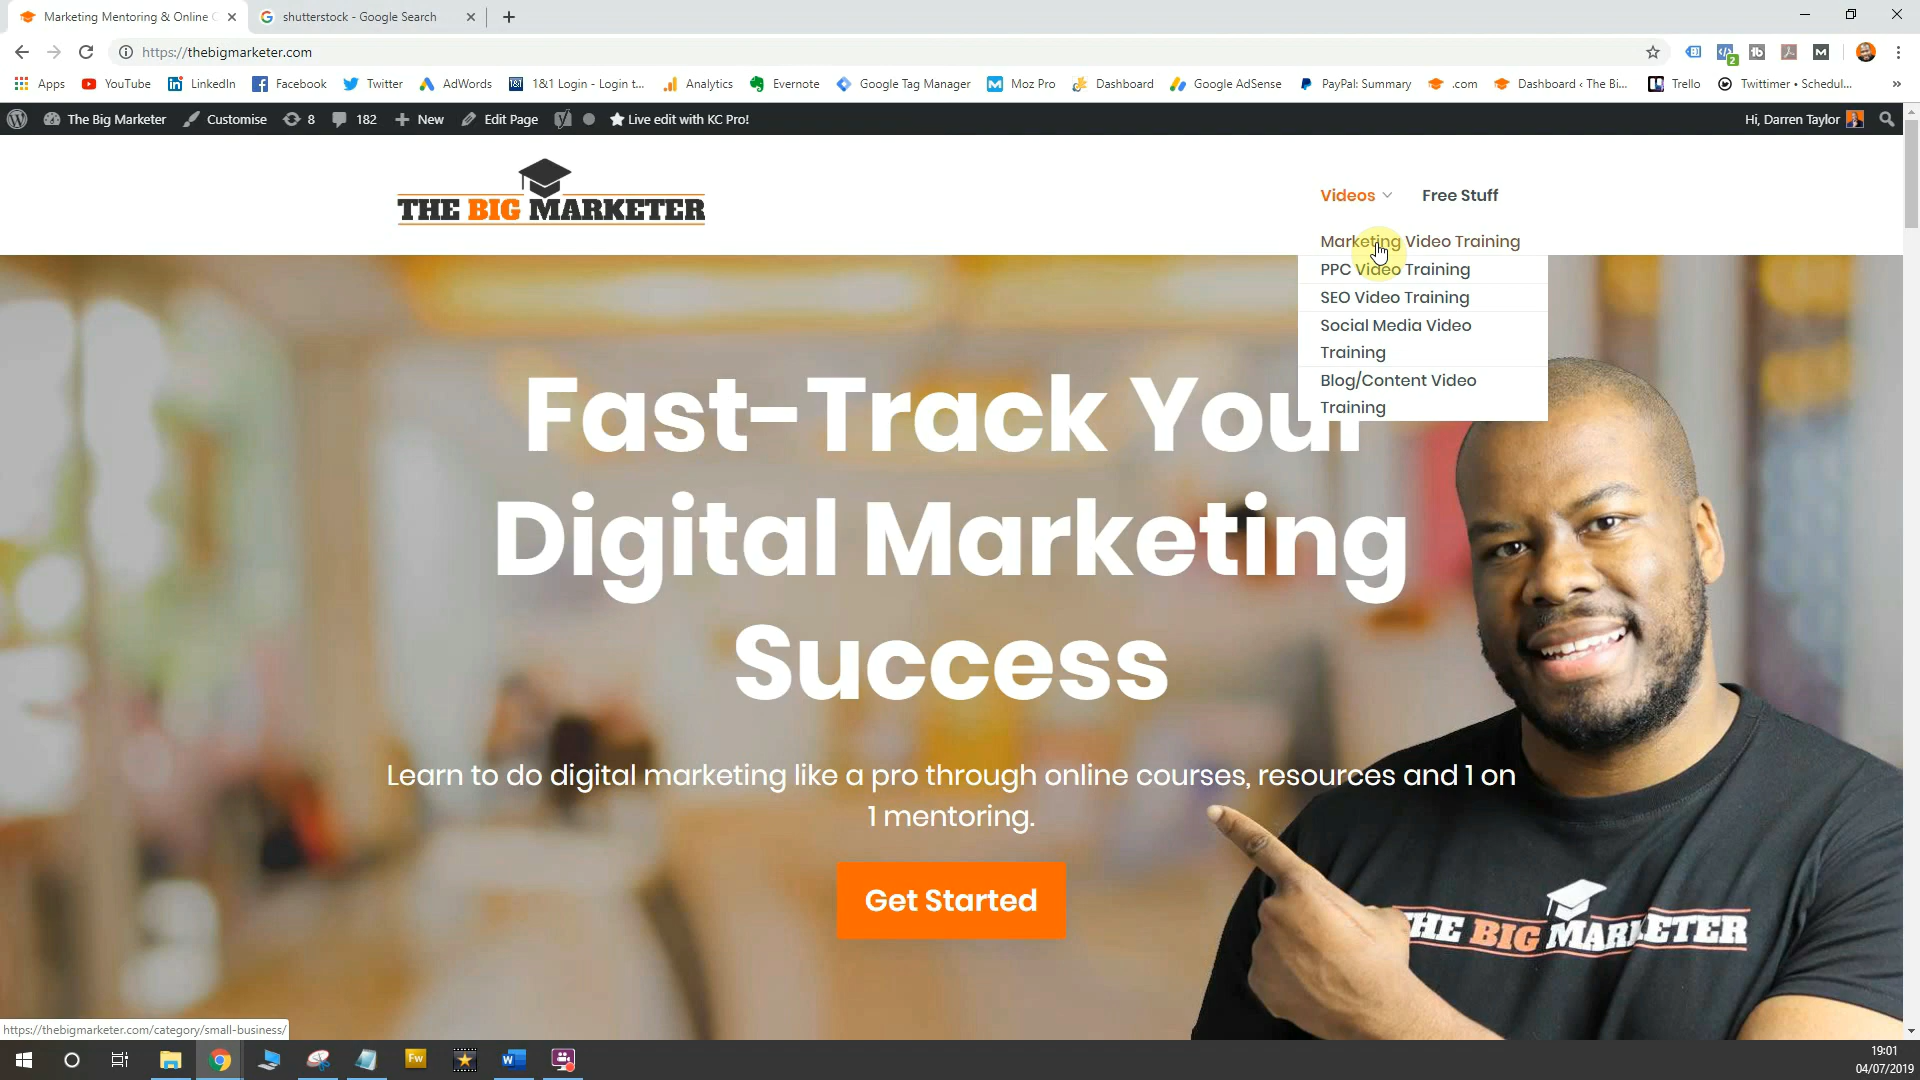 Marketing Mentoring & Online C
shutterstock - Google Search
https://thebigmarketer.com
Apps
YouTube
LinkedIn
Facebook
Twitter
AdWords
1&1 Login - Login t...
Analytics
Evernote
Google Tag Manager
Moz Pro
Dashboard
Google AdSense
PayPal: Summary
.com
Dashboard ‹ The Bi...
Trello
Twittimer • Schedul...
The Big Marketer
Customise
8
182
New
Edit Page
Live edit with KC Pro!
Hi, Darren Taylor
THE BIG MARKETER
Videos
Free Stuff
Marketing Video Training
PPC Video Training
SEO Video Training
Social Media Video
Training
Blog/Content Video
Training
Fast-Track Your
Digital Marketing
Success
Learn to do digital marketing like a pro through online courses, resources and 1 on
1 mentoring.
Get Started
THE BIG MARKETER
https://thebigmarketer.com/category/small-business/
Fw
W
19:01
04/07/2019